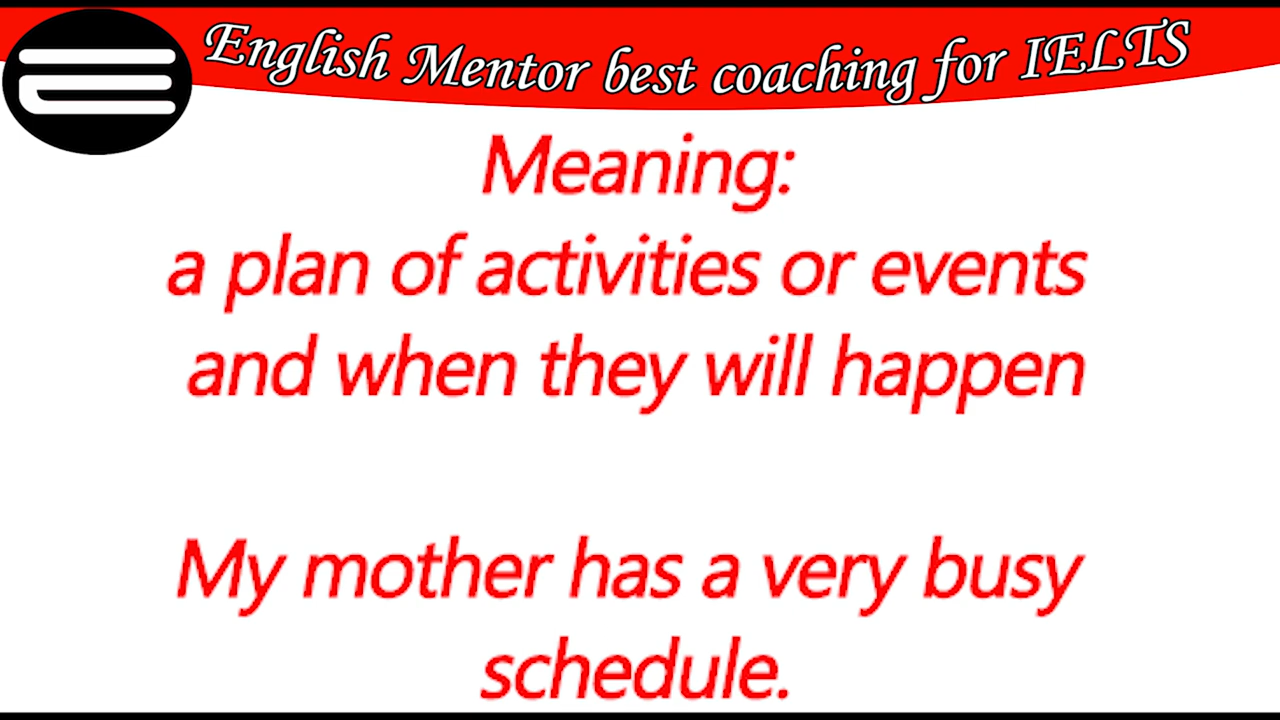 English Mentor best coaching for IELTS
Meaning:
a plan of activities or events
and when they will happen
My mother has a very busy
schedule.